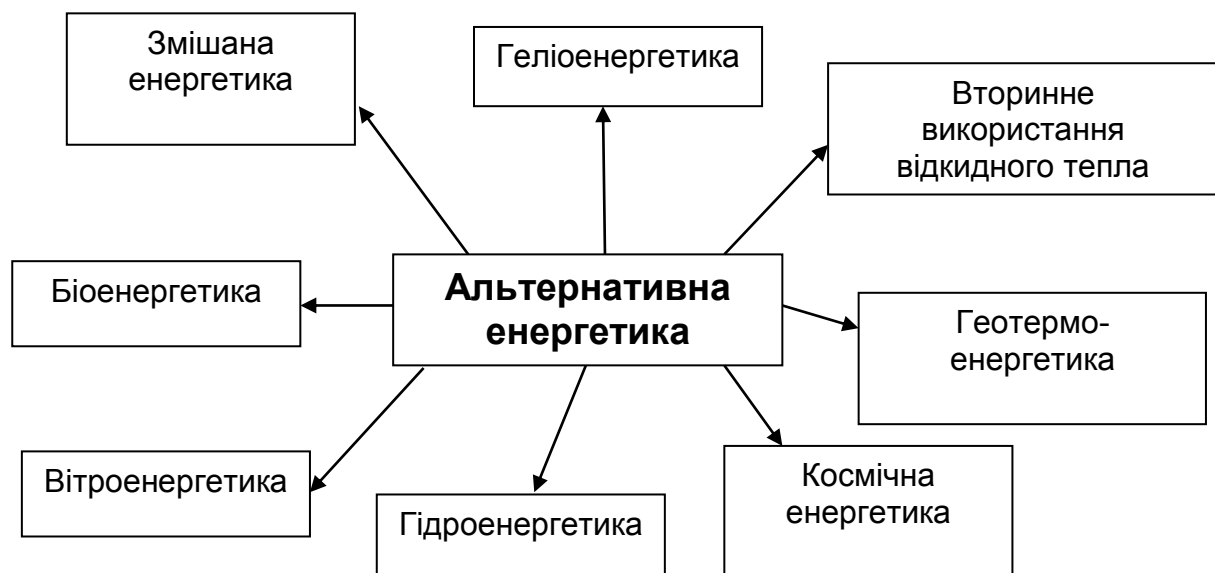 Змішана
енергетика
Геліоенергетика
Вторинне
використання
відкидного тепла
Біоенергетика
Альтернативна
енергетика
Геотермо-
енергетика
Вітроенергетика
Гідроенергетика
Космічна
енергетика